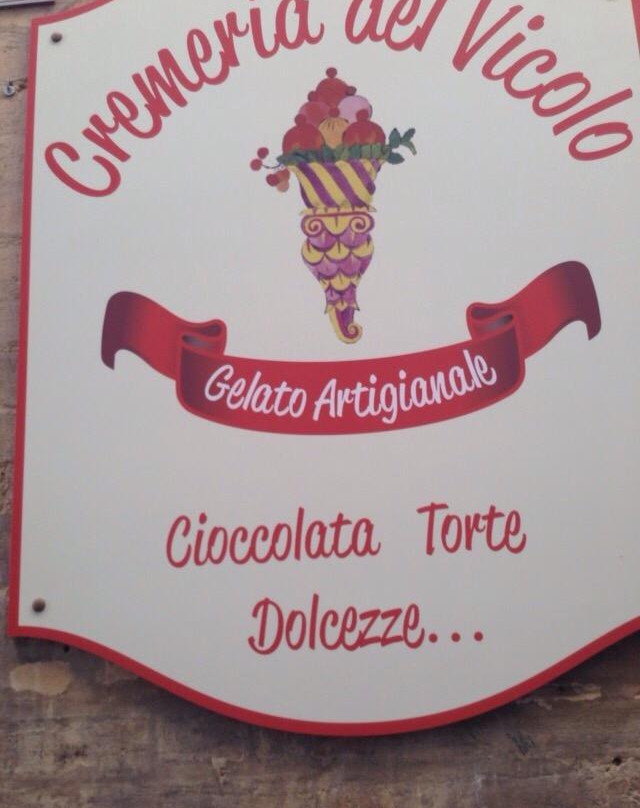 Cremeria del Vicolo
Gelato Artigianale
Cioccolata Torte
Dolcezze...